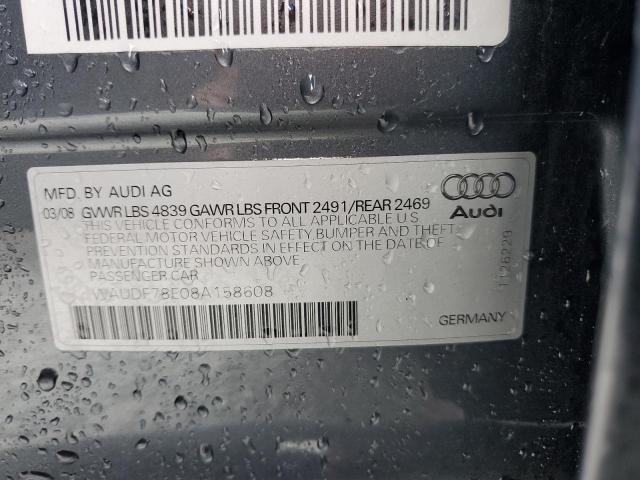 MFD. BY AUDI AG
03/08 GVWR LBS 4839 GAWR LBS FRONT 2491/REAR 2469
THIS VEHICLE CONFORMS TO ALL APPLICABLE U.S.
FEDERAL MOTOR VEHICLE SAFETY BUMPER AND THEFT
PREVENTION STANDARDS IN EFFECT ON THE DATE OF
MANUFACTURE SHOWN ABOVE.
PASSENGER CAR
WAUDF78E08A158608
Audi
1126229
GERMANY